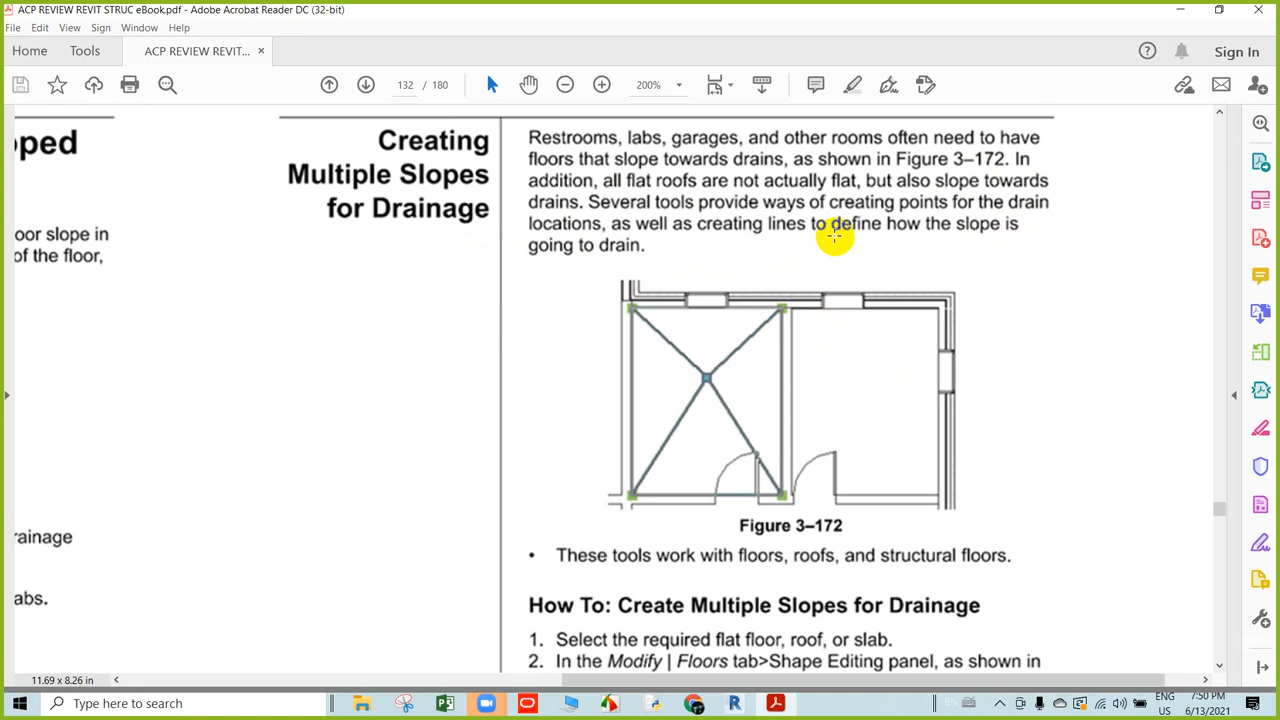 ACP REVIEW REVIT STRUC eBook.pdf - Adobe Acrobat Reader DC (32-bit)
File Edit View Sign Window Help
Home Tools ACP REVIEW REVIT... × Sign In
132 / 180 200%
oped
oor slope in
of the floor,
rainage
abs.
Creating
Multiple Slopes
for Drainage
Restrooms, labs, garages, and other rooms often need to have
floors that slope towards drains, as shown in Figure 3–172. In
addition, all flat roofs are not actually flat, but also slope towards
drains. Several tools provide ways of creating points for the drain
locations, as well as creating lines to define how the slope is
going to drain.
Figure 3–172
• These tools work with floors, roofs, and structural floors.
How To: Create Multiple Slopes for Drainage
1. Select the required flat floor, roof, or slab.
2. In the Modify | Floors tab>Shape Editing panel, as shown in
11.69 x 8.26 in
Type here to search
ENG 7:50 PM
US 6/13/2021